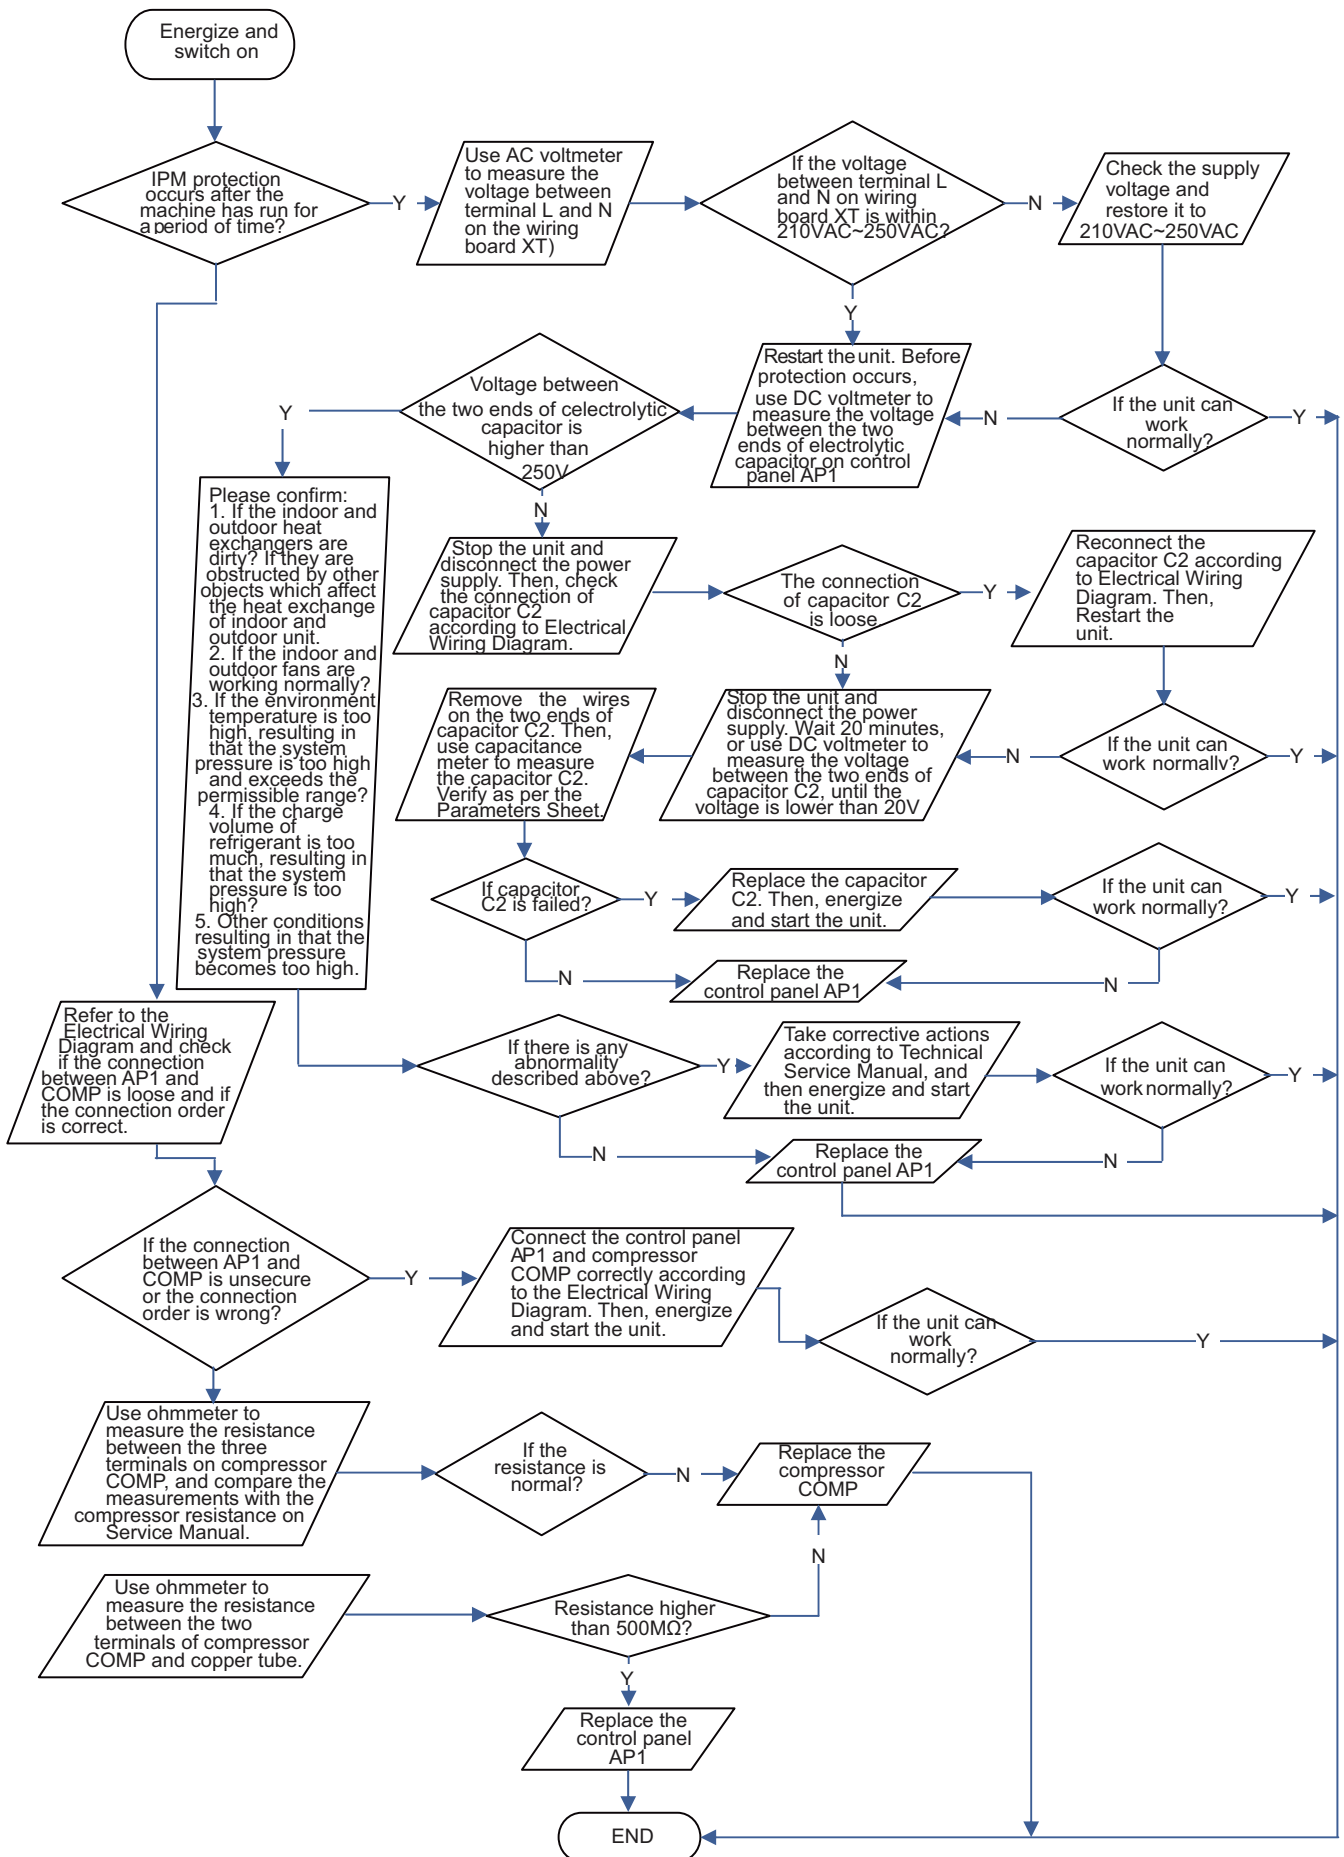 Energize and
switch on
IPM protection
occurs after the
machine has run for
a period of time?
Y
Use AC voltmeter
to measure the
voltage between
terminal L and N
on the wiring
board XT)
If the voltage
between terminal L
and N on wiring
board XT is within
210VAC~250VAC?
N
Check the supply
voltage and
restore it to
210VAC~250VAC
Y
Voltage between
the two ends of celectrolytic
capacitor is
higher than
250V
Y
Restart the unit. Before
protection occurs,
use DC voltmeter to
measure the voltage
between the two
ends of electrolytic
capacitor on control
panel AP1
N
If the unit can
work
normally?
Y
N
Please confirm:
1. If the indoor and
outdoor heat
exchangers are
dirty? If they are
obstructed by other
objects which affect
the heat exchange
of indoor and
outdoor unit.
2. If the indoor and
outdoor fans are
working normally?
3. If the environment
temperature is too
high, resulting in
that the system
pressure is too high
and exceeds the
permissible range?
4. If the charge
volume of
refrigerant is too
much, resulting in
that the system
pressure is too
high?
5. Other conditions
resulting in that the
system pressure
becomes too high.
Stop the unit and
disconnect the power
supply. Then, check
the connection of
capacitor C2
according to Electrical
Wiring Diagram.
The connection
of capacitor C2
is loose
Y
Reconnect the
capacitor C2 according
to Electrical Wiring
Diagram. Then,
Restart the
unit.
N
Remove the wires
on the two ends of
capacitor C2. Then,
use capacitance
meter to measure
the capacitor C2.
Verify as per the
Parameters Sheet.
Stop the unit and
disconnect the power
supply. Wait 20 minutes,
or use DC voltmeter to
measure the voltage
between the two ends of
capacitor C2, until the
voltage is lower than 20V
N
If the unit can
work normallv?
Y
If capacitor
C2 is failed?
Y
Replace the capacitor
C2. Then, energize
and start the unit.
If the unit can
work normally?
Y
N
Replace the
control panel AP1
N
Refer to the
Electrical Wiring
Diagram and check
if the connection
between AP1 and
COMP is loose and if
the connection order
is correct.
If there is any
abnormality
described above?
Y
Take corrective actions
according to Technical
Service Manual, and
then energize and start
the unit.
If the unit can
work normally?
Y
N
Replace the
control panel AP1
N
If the connection
between AP1 and
COMP is unsecure
or the connection
order is wrong?
Y
Connect the control panel
AP1 and compressor
COMP correctly according
to the Electrical Wiring
Diagram. Then, energize
and start the unit.
If the unit can
work
normally?
Y
Use ohmmeter to
measure the resistance
between the three
terminals on compressor
COMP, and compare the
measurements with the
compressor resistance on
Service Manual.
If the
resistance is
normal?
N
Replace the
compressor
COMP
N
Use ohmmeter to
measure the resistance
between the two
terminals of compressor
COMP and copper tube.
Resistance higher
than 500MΩ?
Y
Replace the
control panel
AP1
END